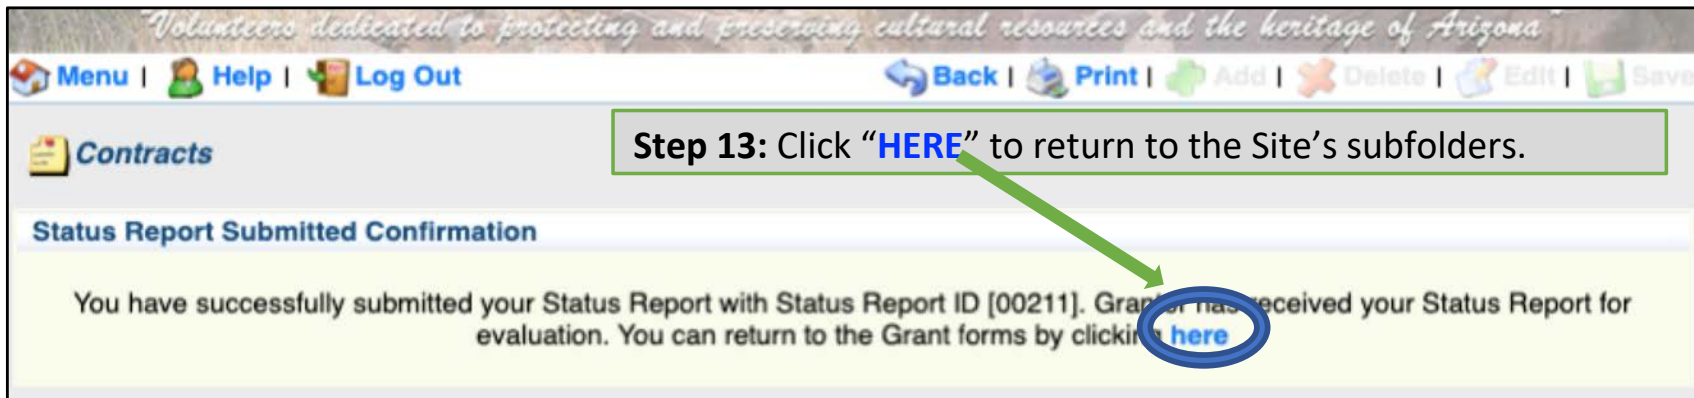 "Volunteers dedicated to protecting and preserving cultural resources and the heritage of Arizona"
Menu | Help | Log Out Back | Print | Add | Delete | Edit | Save
Contracts
Step 13: Click “HERE” to return to the Site’s subfolders.
Status Report Submitted Confirmation
You have successfully submitted your Status Report with Status Report ID [00211]. Grantor has received your Status Report for
evaluation. You can return to the Grant forms by clicking here